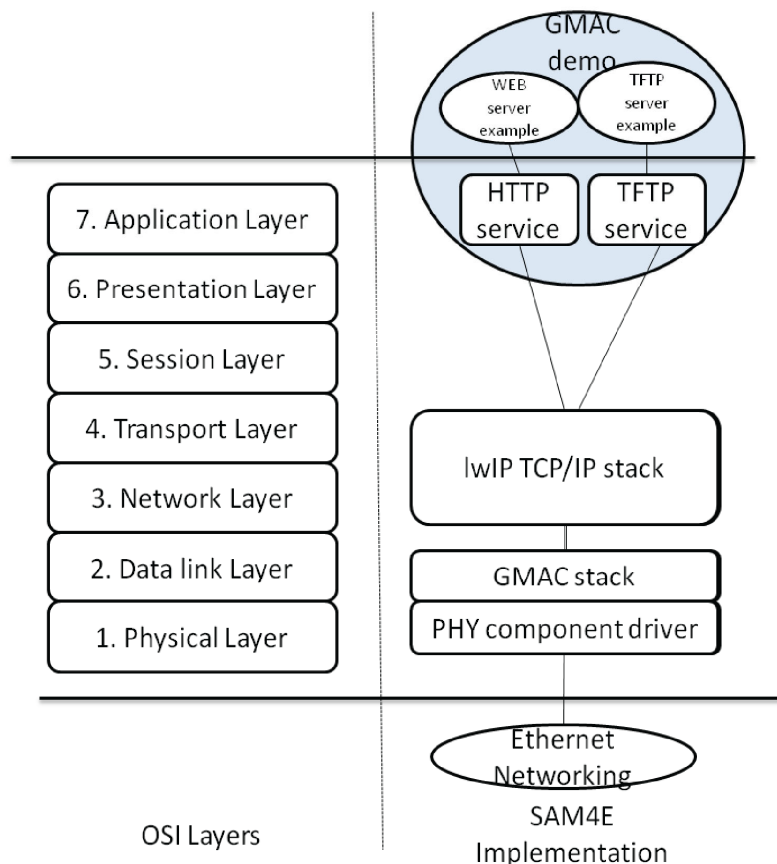 GMAC
demo
WEB
server
example
TFTP
server
example
HTTP
service
TFTP
service
7. Application Layer
6. Presentation Layer
5. Session Layer
4. Transport Layer
3. Network Layer
2. Data link Layer
1. Physical Layer
lwIP TCP/IP stack
GMAC stack
PHY component driver
Ethernet
Networking
OSI Layers
SAM4E
Implementation